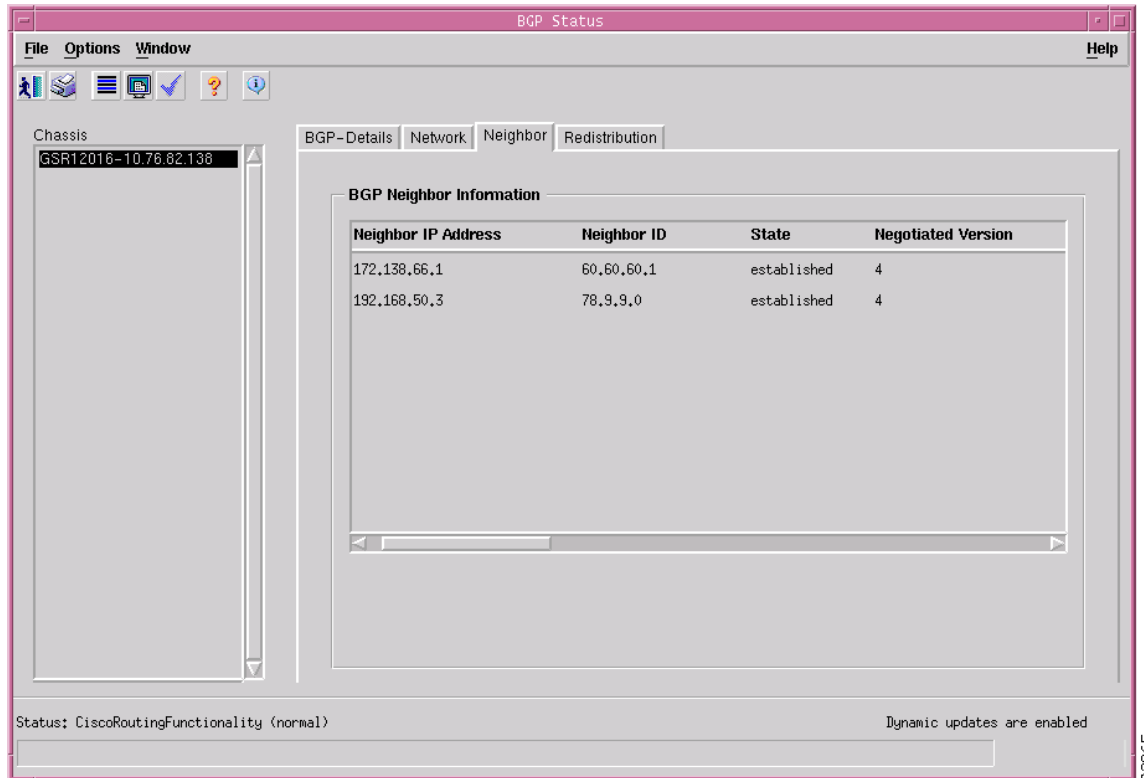 BGP Status
File Options Window Help
Chassis
GSR12016-10.76.82.138
BGP-Details Network Neighbor Redistribution
BGP Neighbor Information
Neighbor IP Address Neighbor ID State Negotiated Version
172.138.66.1 60.60.60.1 established 4
192.168.50.3 78.9.9.0 established 4
Status: CiscoRoutingFunctionality (normal) Dynamic updates are enabled